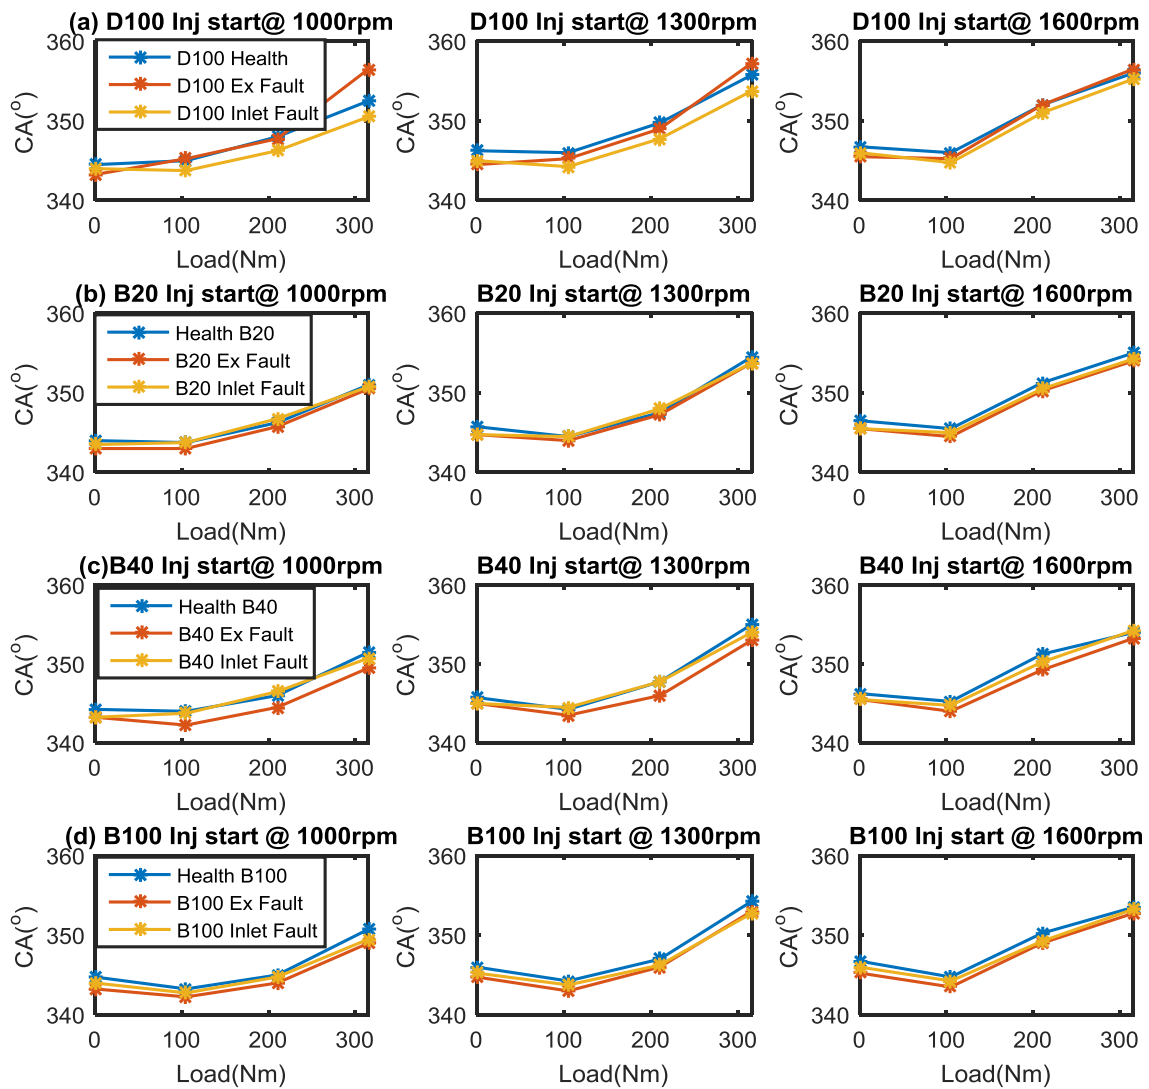 (a) D100 Inj start@ 1000rpm
D100 Inj start@ 1300rpm
D100 Inj start@ 1600rpm
360
350
340
CA(°)
D100 Health
D100 Ex Fault
D100 Inlet Fault
0 100 200 300
Load(Nm)
360
350
340
CA(°)
0 100 200 300
Load(Nm)
360
350
340
CA(°)
0 100 200 300
Load(Nm)
(b) B20 Inj start@ 1000rpm
B20 Inj start@ 1300rpm
B20 Inj start@ 1600rpm
360
350
340
CA(°)
Health B20
B20 Ex Fault
B20 Inlet Fault
0 100 200 300
Load(Nm)
360
350
340
CA(°)
0 100 200 300
Load(Nm)
360
350
340
CA(°)
0 100 200 300
Load(Nm)
(c)B40 Inj start@ 1000rpm
B40 Inj start@ 1300rpm
B40 Inj start@ 1600rpm
360
350
340
CA(°)
Health B40
B40 Ex Fault
B40 Inlet Fault
0 100 200 300
Load(Nm)
360
350
340
CA(°)
0 100 200 300
Load(Nm)
360
350
340
CA(°)
0 100 200 300
Load(Nm)
(d) B100 Inj start @ 1000rpm
B100 Inj start @ 1300rpm
B100 Inj start @ 1600rpm
360
350
340
CA(°)
Health B100
B100 Ex Fault
B100 Inlet Fault
0 100 200 300
Load(Nm)
360
350
340
CA(°)
0 100 200 300
Load(Nm)
360
350
340
CA(°)
0 100 200 300
Load(Nm)